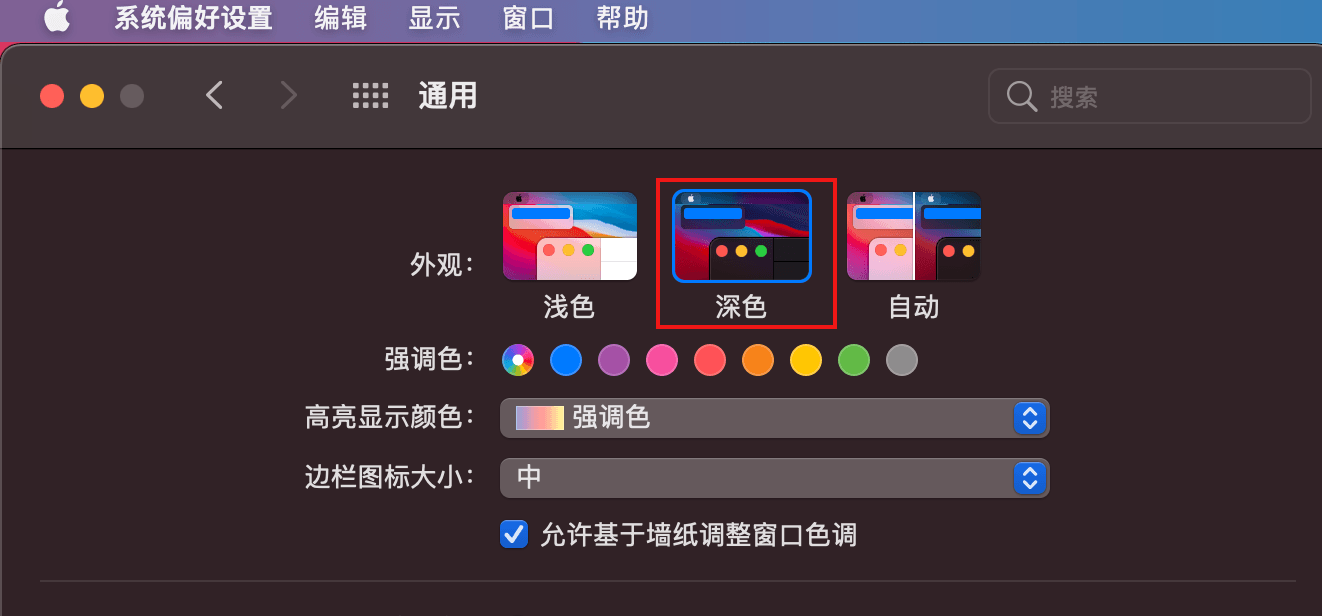 系统偏好设置 编辑 显示 窗口 帮助
通用 搜索
外观：
浅色 深色 自动
强调色：
高亮显示颜色： 强调色
边栏图标大小： 中
允许基于墙纸调整窗口色调